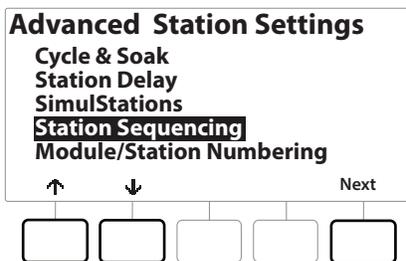 Advanced Station Settings
Cycle & Soak
Station Delay
SimulStations
Station Sequencing
Module/Station Numbering
↑ ↓ Next